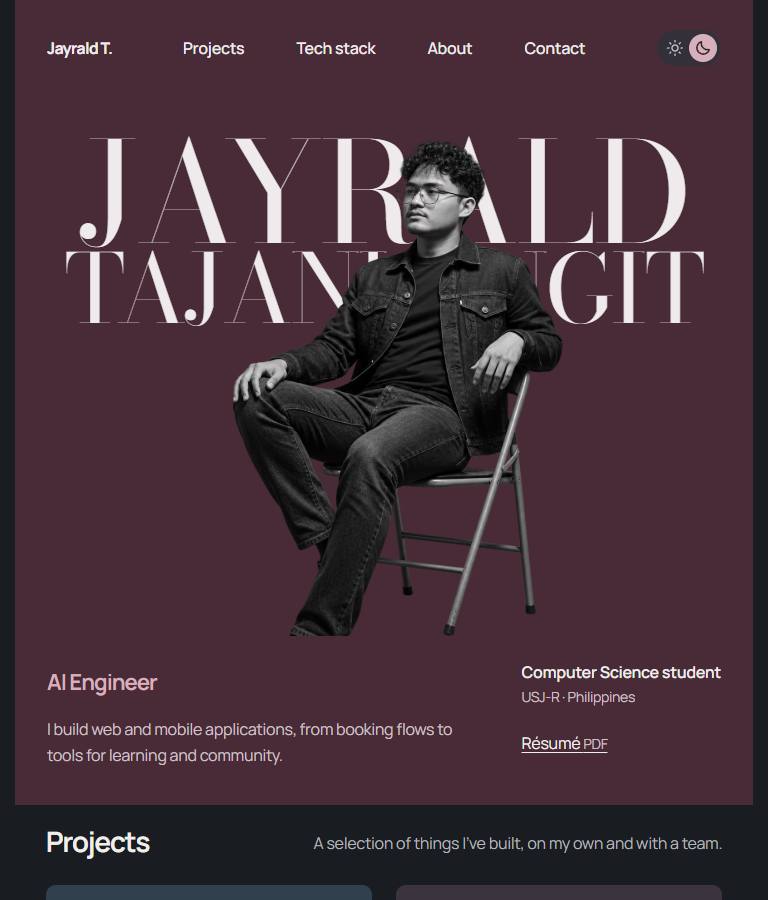 Jayrald T.
Projects
Tech stack
About
Contact
JAYRALD
TAJAN GIT
AI Engineer
I build web and mobile applications, from booking flows to
tools for learning and community.
Computer Science student
USJ-R · Philippines
Résumé PDF
Projects
A selection of things I've built, on my own and with a team.